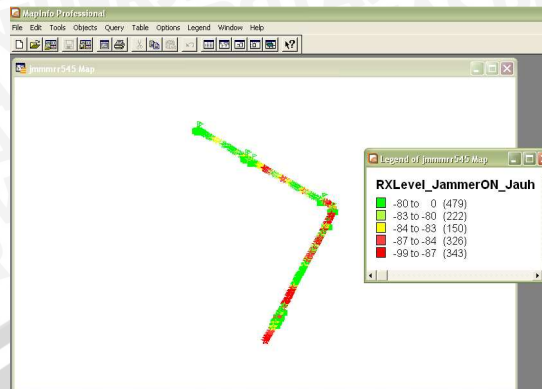 MapInfo Professional
File Edit Tools Objects Query Table Options Legend Window Help
jmmmrr545 Map
Legend of jmmmrr545 Map
RXLevel_JammerON_Jauh
-80 to 0 (479)
-83 to -80 (222)
-84 to -83 (150)
-87 to -84 (326)
-99 to -87 (343)